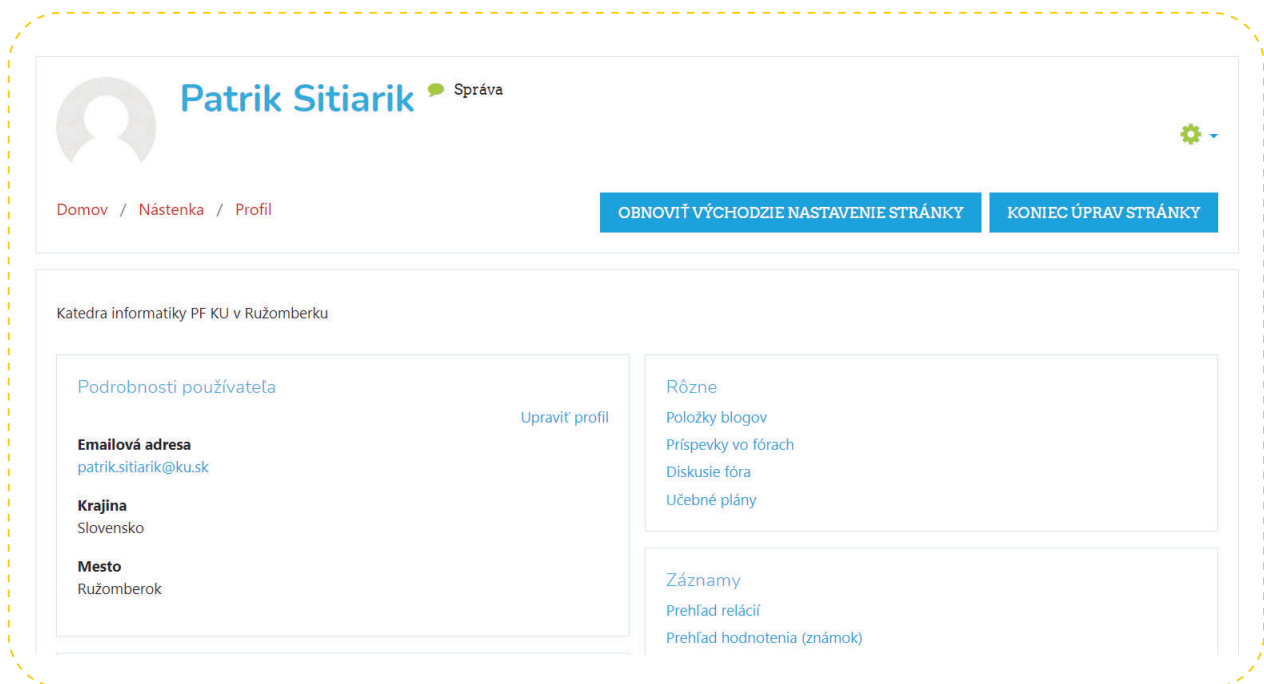 Patrik Sitiarik Správa
Domov / Nástenka / Profil
OBNOVIŤ VÝCHODZIE NASTAVENIE STRÁNKY KONIEC ÚPRAV STRÁNKY
Katedra informatiky PF KU v Ružomberku
Podrobnosti používateľa
Upraviť profil
Emailová adresa
patrik.sitiarik@ku.sk
Krajina
Slovensko
Mesto
Ružomberok
Rôzne
Položky blogov
Príspevky vo fórach
Diskusie fóra
Učebné plány
Záznamy
Prehľad relácií
Prehľad hodnotenia (známok)